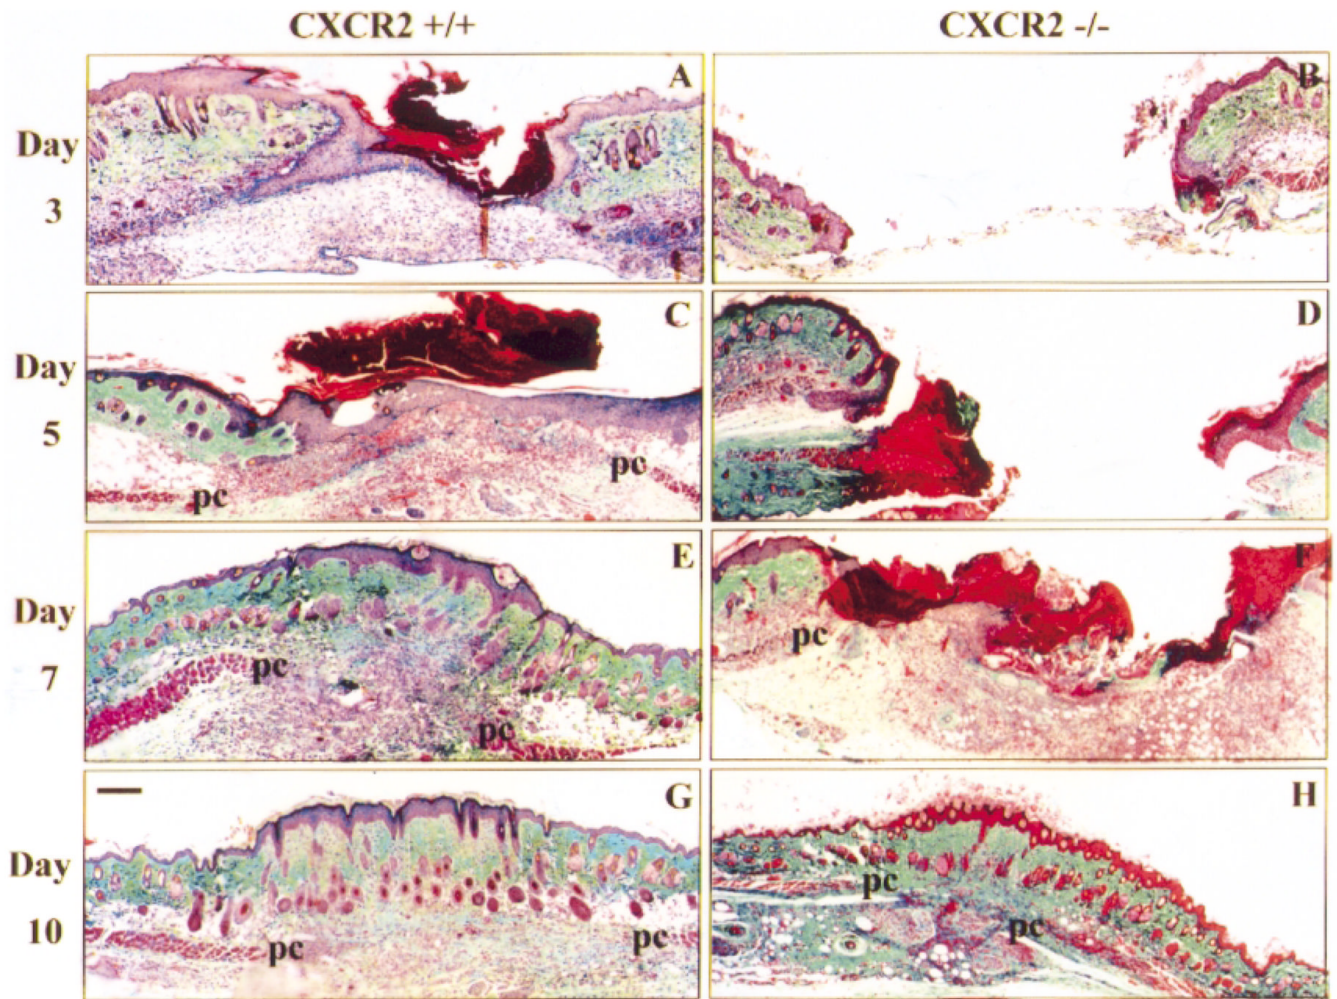 CXCR2 +/+ CXCR2 -/-
Day 3 A B
Day 5 C D
pc pc
Day 7 E F
pc pc pc
Day 10 G H
pc pc pc pc